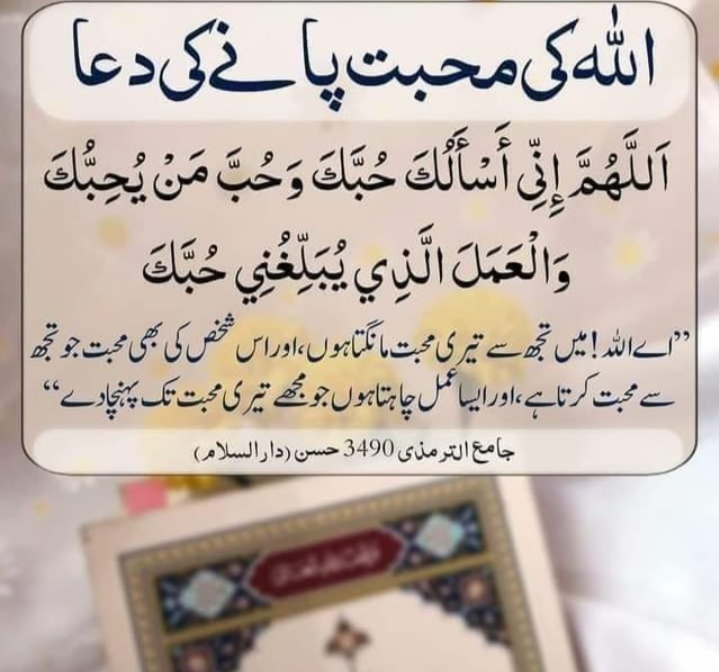 اللہ کی محبت پانے کی دعا
اَللَّهُمَّ إِنِّي أَسْأَلُكَ حُبَّكَ وَحُبَّ مَنْ يُحِبُّكَ
وَالْعَمَلَ الَّذِي يُبَلِّغُنِي حُبَّكَ
”اے اللہ! میں تجھ سے تیری محبت مانگتا ہوں، اور اس شخص کی بھی محبت جو تجھ
سے محبت کرتا ہے، اور ایسا عمل چاہتا ہوں جو مجھے تیری محبت تک پہنچا دے“
جامع الترمذی 3490 حسن (دار السلام)